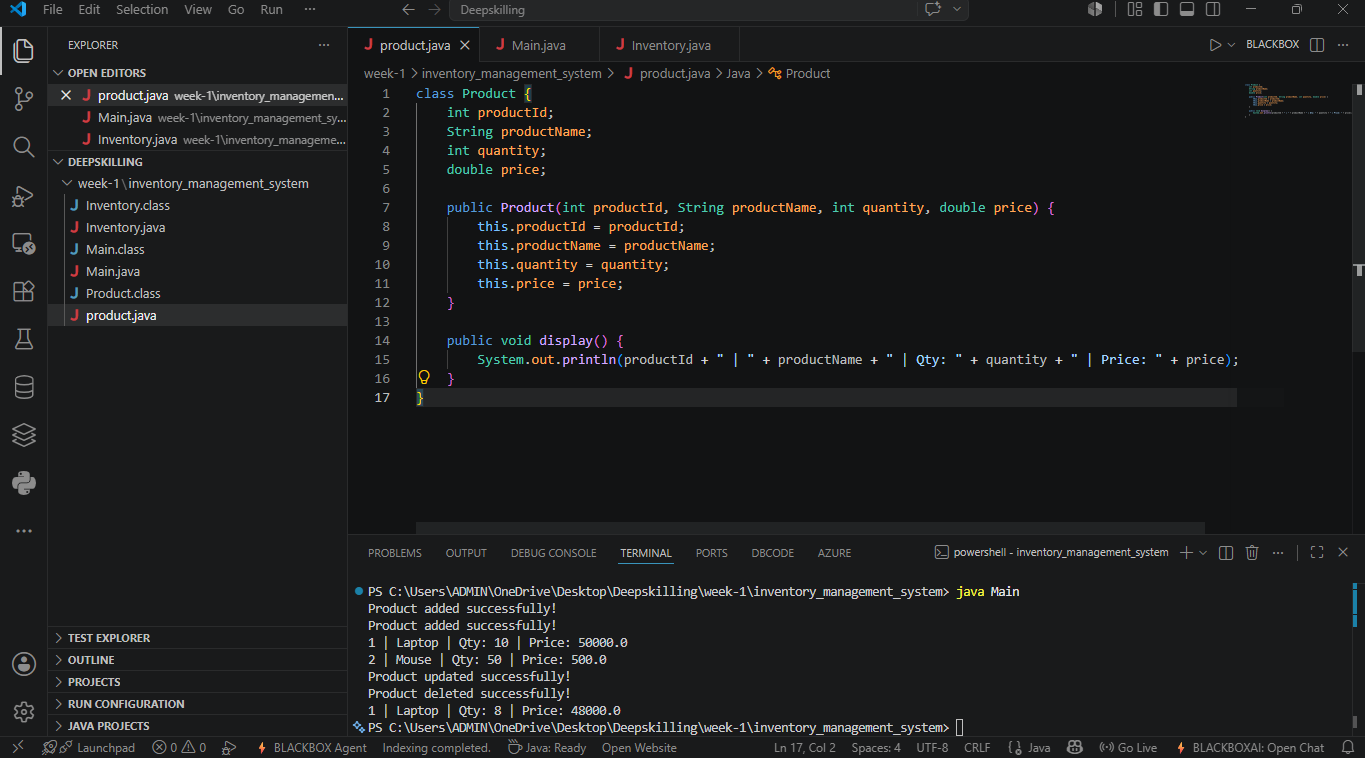 File Edit Selection View Go Run ··· Deepskilling
EXPLORER ···
OPEN EDITORS
product.java week-1\inventory_managemen...
Main.java week-1\inventory_management_sy...
Inventory.java week-1\inventory_manageme...
DEEPSKILLING
week-1\inventory_management_system
J Inventory.class
J Inventory.java
J Main.class
J Main.java
J Product.class
J product.java
TEST EXPLORER
OUTLINE
PROJECTS
RUN CONFIGURATION
JAVA PROJECTS
J product.java J Main.java J Inventory.java BLACKBOX ···
week-1 > inventory_management_system > J product.java > Java > Product
1 class Product {
2 int productId;
3 String productName;
4 int quantity;
5 double price;
6
7 public Product(int productId, String productName, int quantity, double price) {
8 this.productId = productId;
9 this.productName = productName;
10 this.quantity = quantity;
11 this.price = price;
12 }
13
14 public void display() {
15 System.out.println(productId + " | " + productName + " | Qty: " + quantity + " | Price: " + price);
16 }
17 }
PROBLEMS OUTPUT DEBUG CONSOLE TERMINAL PORTS DBCODE AZURE powershell - inventory_management_system
PS C:\Users\ADMIN\OneDrive\Desktop\Deepskilling\week-1\inventory_management_system> java Main
Product added successfully!
Product added successfully!
1 | Laptop | Qty: 10 | Price: 50000.0
2 | Mouse | Qty: 50 | Price: 500.0
Product updated successfully!
Product deleted successfully!
1 | Laptop | Qty: 8 | Price: 48000.0
PS C:\Users\ADMIN\OneDrive\Desktop\Deepskilling\week-1\inventory_management_system>
Launchpad 0 0 BLACKBOX Agent Indexing completed. Java: Ready Open Website Ln 17, Col 2 Spaces: 4 UTF-8 CRLF {} Java Go Live BLACKBOXAI: Open Chat